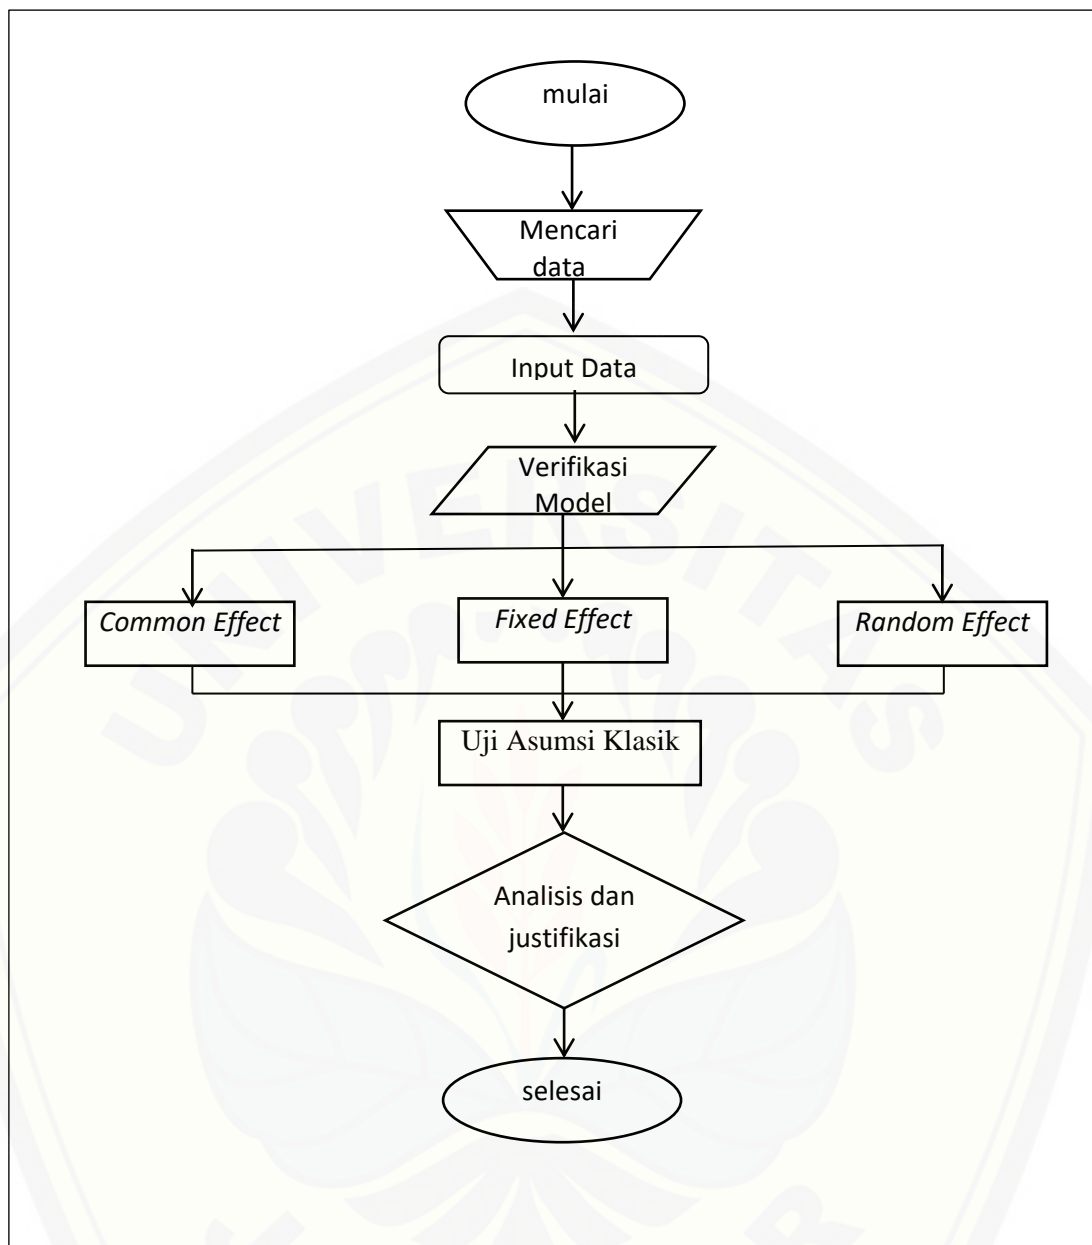 mulai
Mencari
data
Input Data
Verifikasi
Model
Common Effect
Fixed Effect
Random Effect
Uji Asumsi Klasik
Analisis dan
justifikasi
selesai
UNIVERSITAS